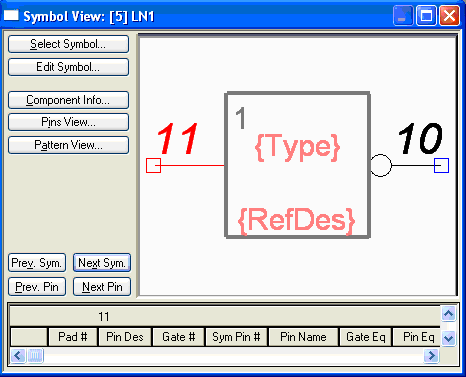 Symbol View: [5] LN1
Select Symbol...
Edit Symbol...
Component Info...
Pins View...
Pattern View...
11
1
{Type}
{RefDes}
10
Prev. Sym. Next Sym.
Prev. Pin Next Pin
11
Pad # Pin Des Gate # Sym Pin # Pin Name Gate Eq Pin Eq